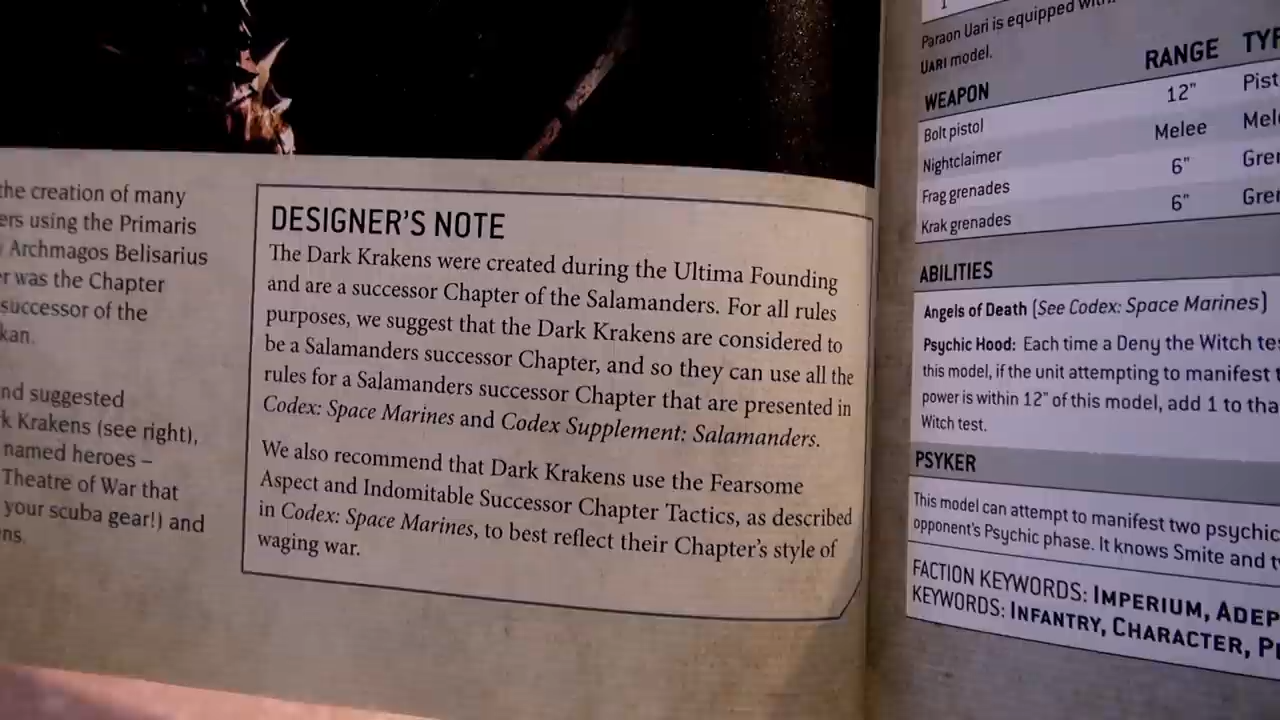 the creation of many
using the Primaris
Archmagos Belisarius
was the Chapter
successor of the
nd suggested
Krakens (see right),
named heroes –
Theatre of War that
your scuba gear!) and
DESIGNER'S NOTE
The Dark Krakens were created during the Ultima Founding
and are a successor Chapter of the Salamanders. For all rules
purposes, we suggest that the Dark Krakens are considered to
be a Salamanders successor Chapter, and so they can use all the
rules for a Salamanders successor Chapter that are presented in
Codex: Space Marines and Codex Supplement: Salamanders.
We also recommend that Dark Krakens use the Fearsome
Aspect and Indomitable Successor Chapter Tactics, as described
in Codex: Space Marines, to best reflect their Chapter's style of
waging war.
1
Paraon Uari is equipped with
UARI model.
WEAPON RANGE TYP
Bolt pistol 12" Pist
Nightclaimer Melee Mel
Frag grenades 6" Gre
Krak grenades 6" Gre
ABILITIES
Angels of Death (See Codex: Space Marines)
Psychic Hood: Each time a Deny the Witch te
this model, if the unit attempting to manifest t
power is within 12" of this model, add 1 to tha
Witch test.
PSYKER
This model can attempt to manifest two psychic
opponent's Psychic phase. It knows Smite and t
FACTION KEYWORDS: IMPERIUM, ADEP
KEYWORDS: INFANTRY, CHARACTER, P